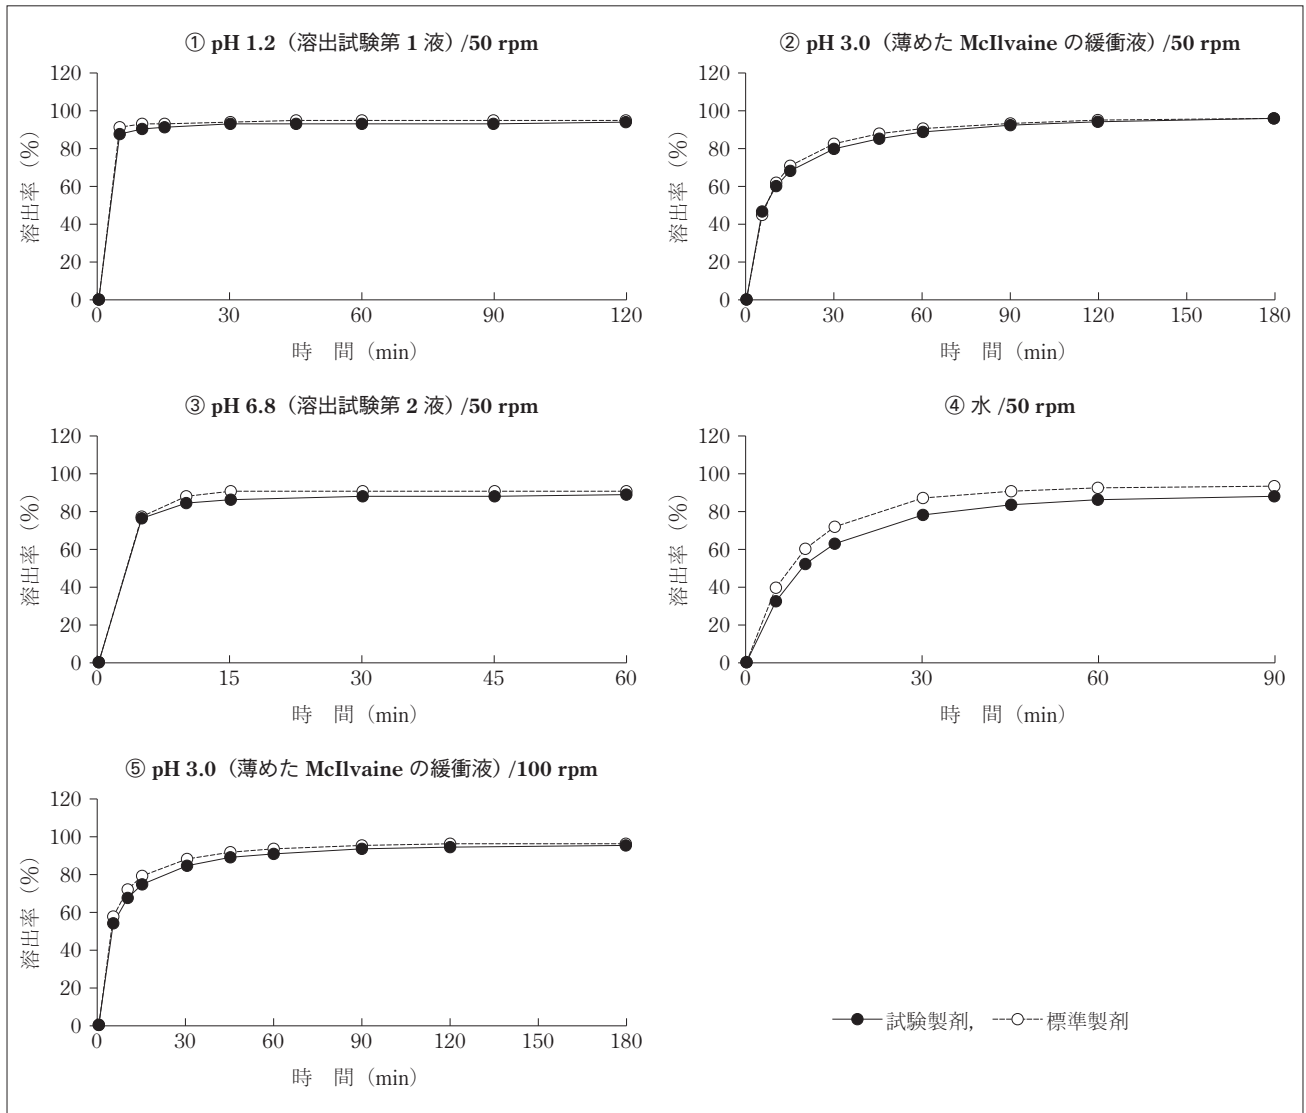 ① pH 1.2（溶出試験第 1 液）/50 rpm
溶出率（%）
120
100
80
60
40
20
0
0 30 60 90 120
時 間（min）
② pH 3.0（薄めた McIlvaine の緩衝液）/50 rpm
溶出率（%）
120
100
80
60
40
20
0
0 30 60 90 120 150 180
時 間（min）
③ pH 6.8（溶出試験第 2 液）/50 rpm
溶出率（%）
120
100
80
60
40
20
0
0 15 30 45 60
時 間（min）
④ 水 /50 rpm
溶出率（%）
120
100
80
60
40
20
0
0 30 60 90
時 間（min）
⑤ pH 3.0（薄めた McIlvaine の緩衝液）/100 rpm
溶出率（%）
120
100
80
60
40
20
0
0 30 60 90 120 150 180
時 間（min）
試験製剤, 標準製剤